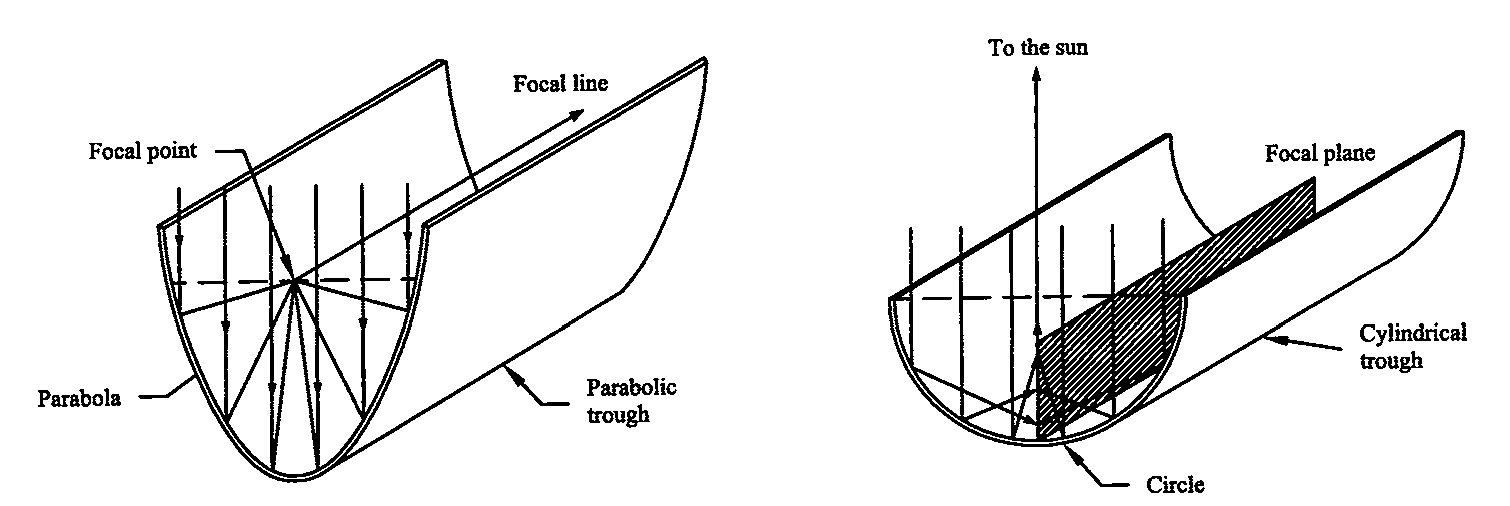 Focal line
Focal point
Parabola
Parabolic
trough
To the sun
Focal plane
Cylindrical
trough
Circle